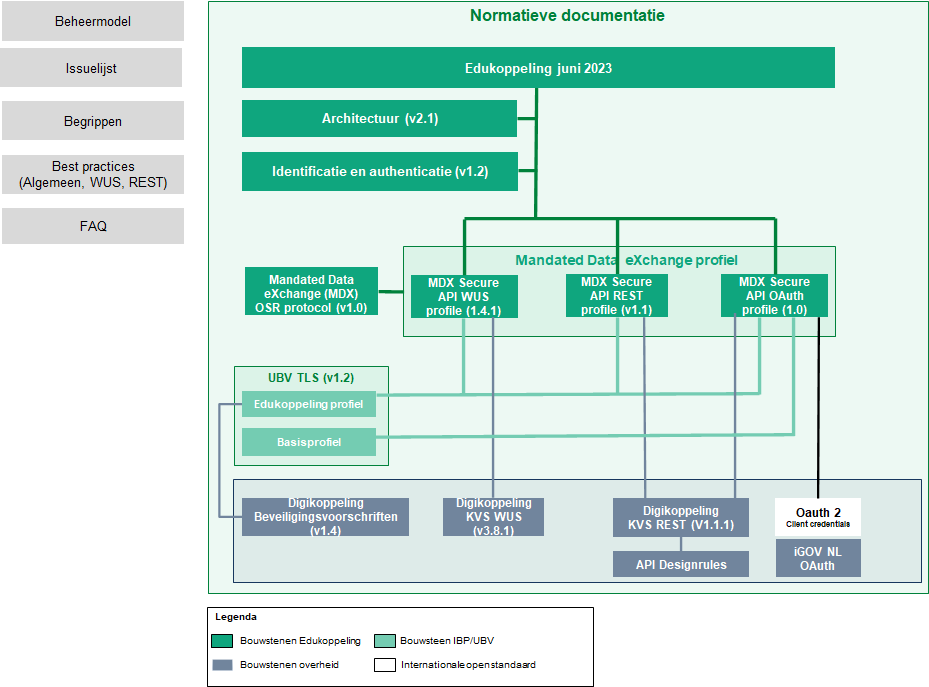 Beheermodel
Issuelijst
Begrippen
Best practices
(Algemeen, WUS, REST)
FAQ
Normatieve documentatie
Edukoppeling juni 2023
Architectuur (v2.1)
Identificatie en authenticatie (v1.2)
Mandated Data eXchange profiel
Mandated Data
eXchange (MDX)
OSR protocol (v1.0)
MDX Secure
API WUS
profile (1.4.1)
MDX Secure
API REST
profile (v1.1)
MDX Secure
API OAuth
profile (1.0)
UBV TLS (v1.2)
Edukoppeling profiel
Basisprofiel
Digikoppeling
Beveiligingsvoorschriften
(v1.4)
Digikoppeling
KVS WUS
(v3.8.1)
Digikoppeling
KVS REST (V1.1.1)
API Designrules
Oauth 2
Client credentials
iGOV NL
OAuth
Legenda
Bouwstenen Edukoppeling
Bouwsteen IBP/UBV
Bouwstenen overheid
Internationale open standaard